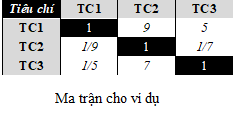 Tiêu chí TC1 TC2 TC3
TC1 1 9 5
TC2 1/9 1 1/7
TC3 1/5 7 1
Ma trận cho vi dụ